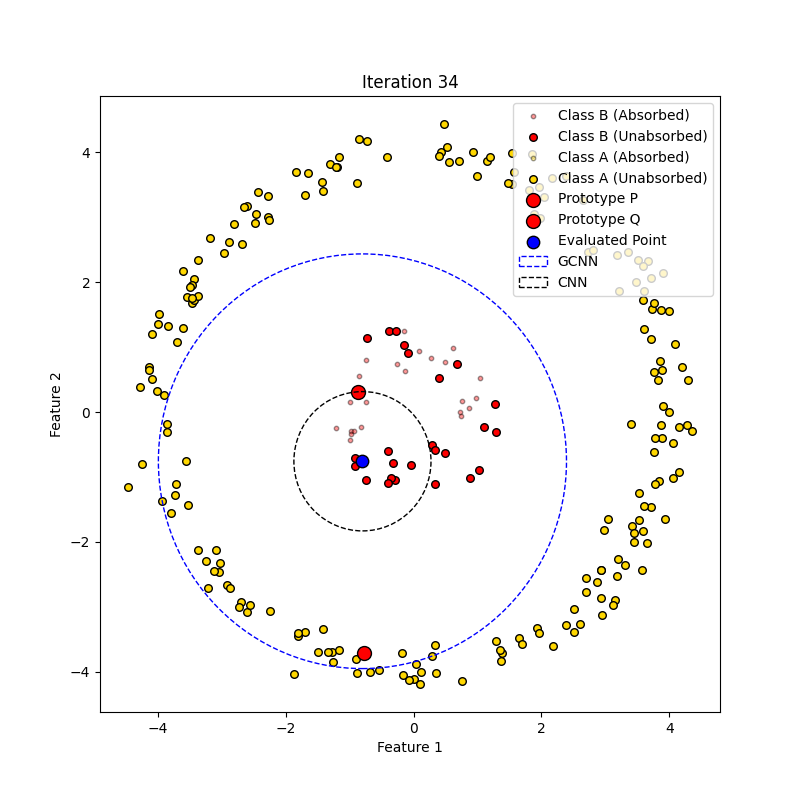 Iteration 34
Class B (Absorbed)
Class B (Unabsorbed)
Class A (Absorbed)
Class A (Unabsorbed)
Prototype P
Prototype Q
Evaluated Point
GCNN
CNN
4
2
0
−2
−4
Feature 2
−4 −2 0 2 4
Feature 1